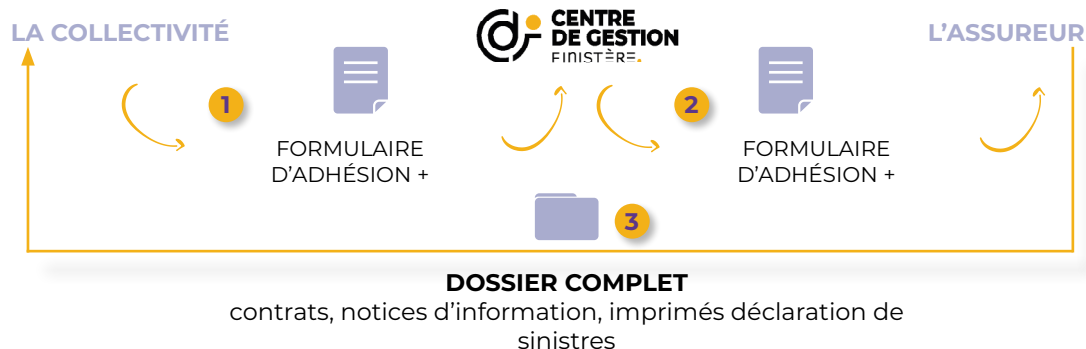 LA COLLECTIVITÉ
CENTRE
DE GESTION
FINISTÈRE.
L'ASSUREUR
1
2
FORMULAIRE
D'ADHÉSION +
FORMULAIRE
D'ADHÉSION +
3
DOSSIER COMPLET
contrats, notices d'information, imprimés déclaration de
sinistres